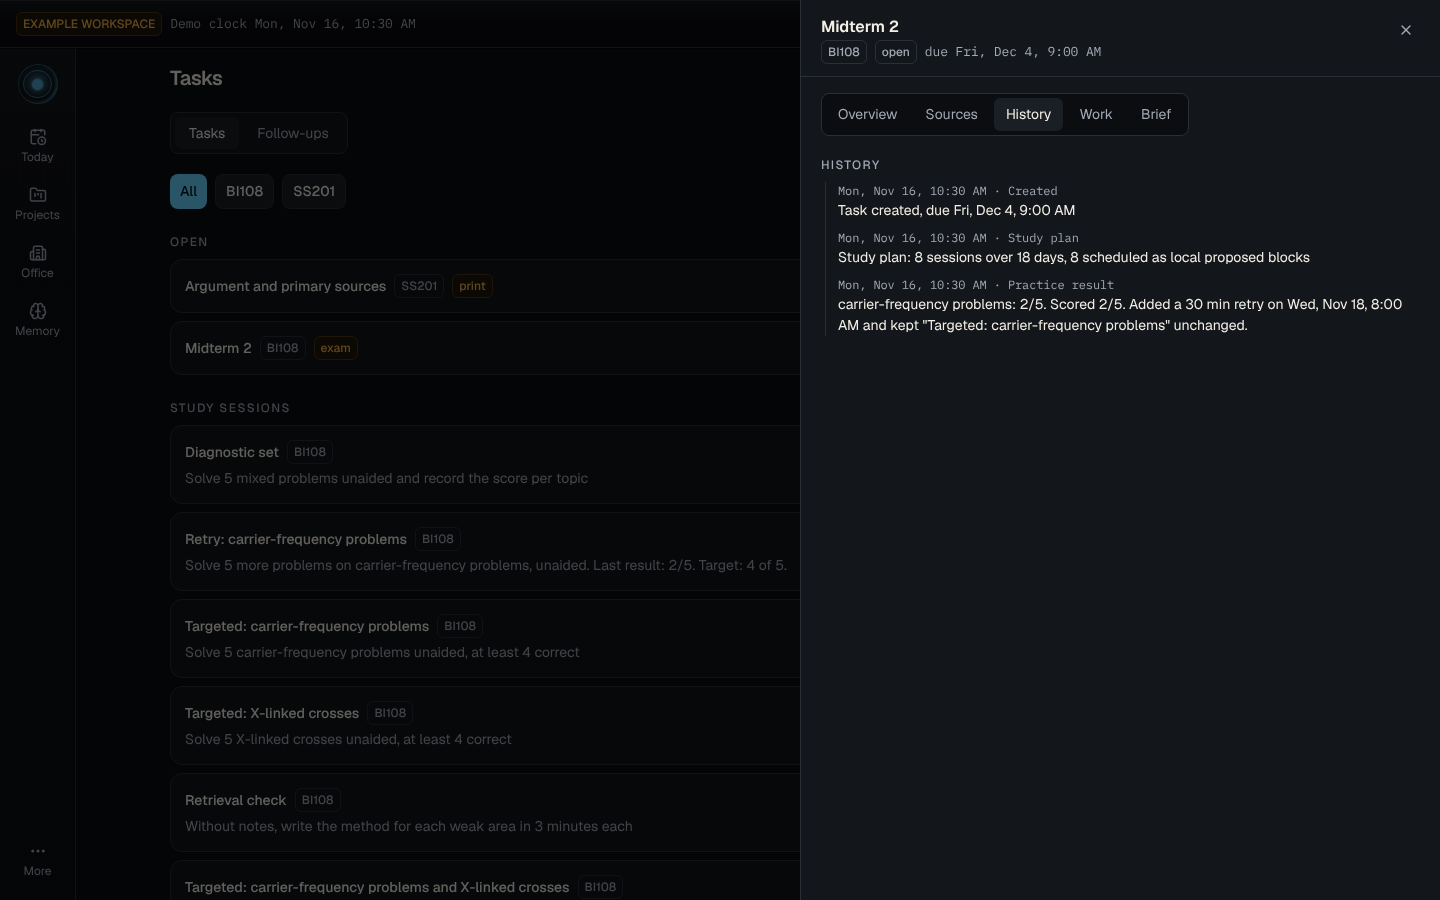 EXAMPLE WORKSPACE Demo clock Mon, Nov 16, 10:30 AM
Today
Projects
Office
Memory
More
Tasks
Tasks Follow-ups
All BI108 SS201
OPEN
Argument and primary sources SS201 print
Midterm 2 BI108 exam
STUDY SESSIONS
Diagnostic set BI108
Solve 5 mixed problems unaided and record the score per topic
Retry: carrier-frequency problems BI108
Solve 5 more problems on carrier-frequency problems, unaided. Last result: 2/5. Target: 4 of 5.
Targeted: carrier-frequency problems BI108
Solve 5 carrier-frequency problems unaided, at least 4 correct
Targeted: X-linked crosses BI108
Solve 5 X-linked crosses unaided, at least 4 correct
Retrieval check BI108
Without notes, write the method for each weak area in 3 minutes each
Targeted: carrier-frequency problems and X-linked crosses BI108
Midterm 2
BI108 open due Fri, Dec 4, 9:00 AM
Overview Sources History Work Brief
HISTORY
Mon, Nov 16, 10:30 AM · Created
Task created, due Fri, Dec 4, 9:00 AM
Mon, Nov 16, 10:30 AM · Study plan
Study plan: 8 sessions over 18 days, 8 scheduled as local proposed blocks
Mon, Nov 16, 10:30 AM · Practice result
carrier-frequency problems: 2/5. Scored 2/5. Added a 30 min retry on Wed, Nov 18, 8:00
AM and kept "Targeted: carrier-frequency problems" unchanged.